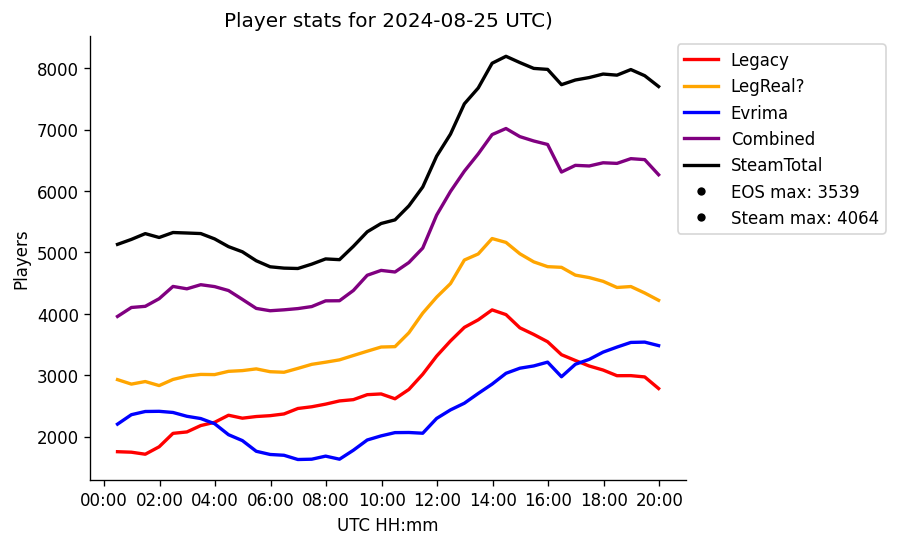 Player stats for 2024-08-25 UTC)
Players
8000
7000
6000
5000
4000
3000
2000
00:00 02:00 04:00 06:00 08:00 10:00 12:00 14:00 16:00 18:00 20:00
UTC HH:mm
Legacy
LegReal?
Evrima
Combined
SteamTotal
EOS max: 3539
Steam max: 4064